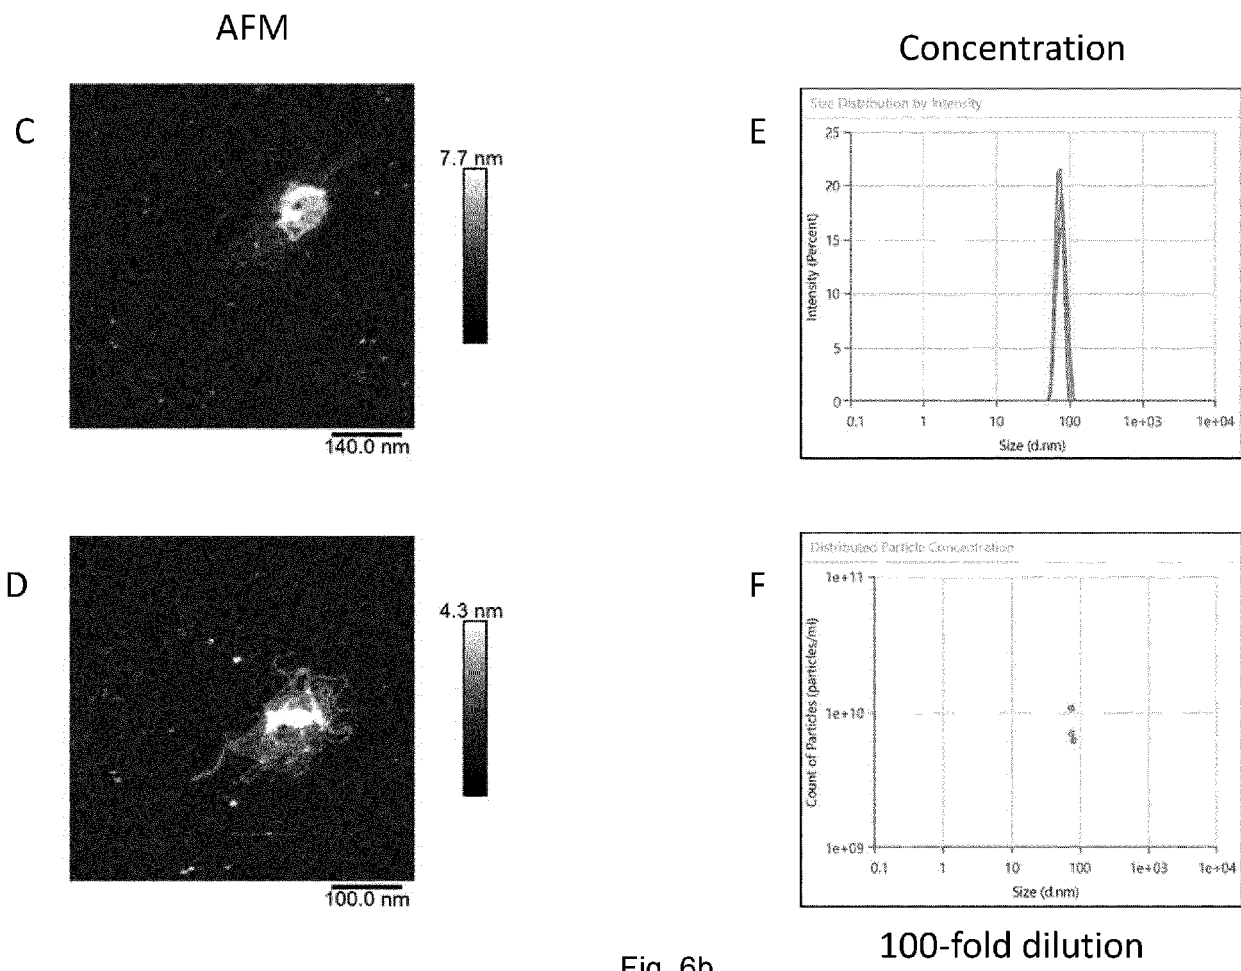 AFM
C
7.7 nm
140.0 nm
D
4.3 nm
100.0 nm
Concentration
E
Size Distribution by Intensity
Intensity (Percent)
25
20
15
10
5
0
0.1 1 10 100 1e+03 1e+04
Size (d.nm)
F
Distributed Particle Concentration
Count of Particles (particles/ml)
1e+11
1e+10
1e+09
0.1 1 10 100 1e+03 1e+04
Size (d.nm)
100-fold dilution
Fig. 6b